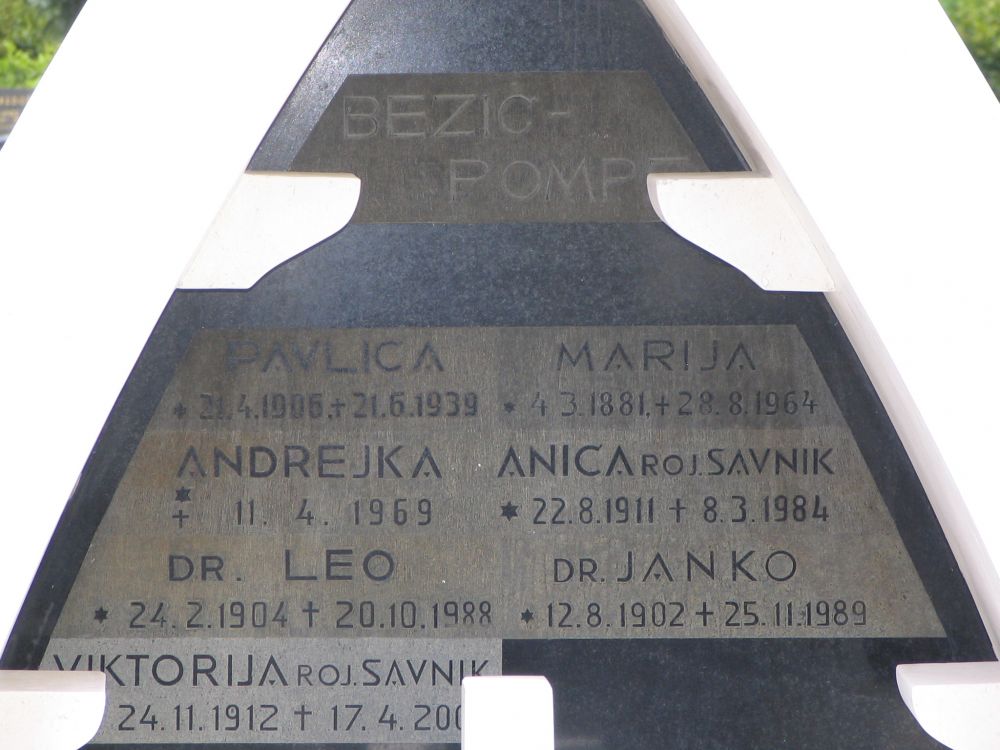 BEZIC -
PAVLICA
* 21.4.1906. + 21.6.1939
MARIJA
* 4 3.1881. + 28.8.1964
ANDREJKA
*
+ 11. 4. 1969
ANICA ROJ. SAVNIK
* 22.8.1911 + 8.3.1984
DR. LEO
* 24.2.1904 + 20.10.1988
DR. JANKO
* 12.8.1902 + 25.11.1989
VIKTORIJA ROJ. SAVNIK
24.11.1912 + 17.4.